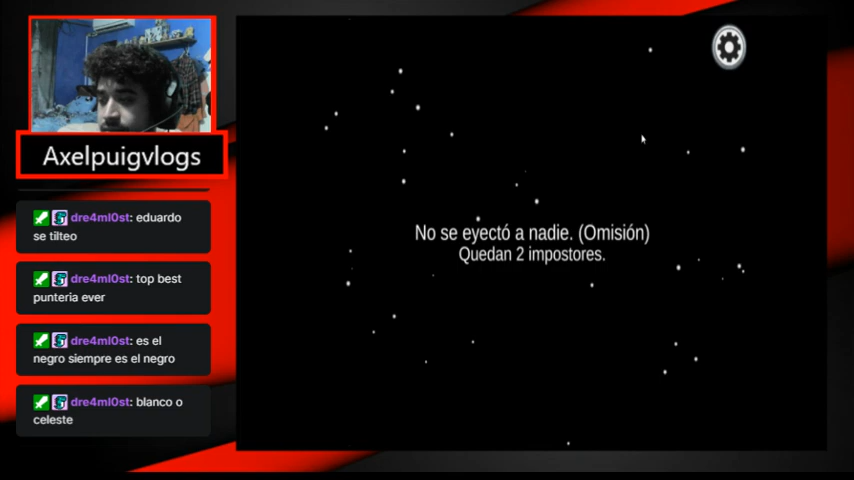 Axelpuigvlogs
dre4ml0st: eduardo
se tilteo
dre4ml0st: top best
punteria ever
dre4ml0st: es el
negro siempre es el negro
dre4ml0st: blanco o
celeste
No se eyectó a nadie. (Omisión)
Quedan 2 impostores.